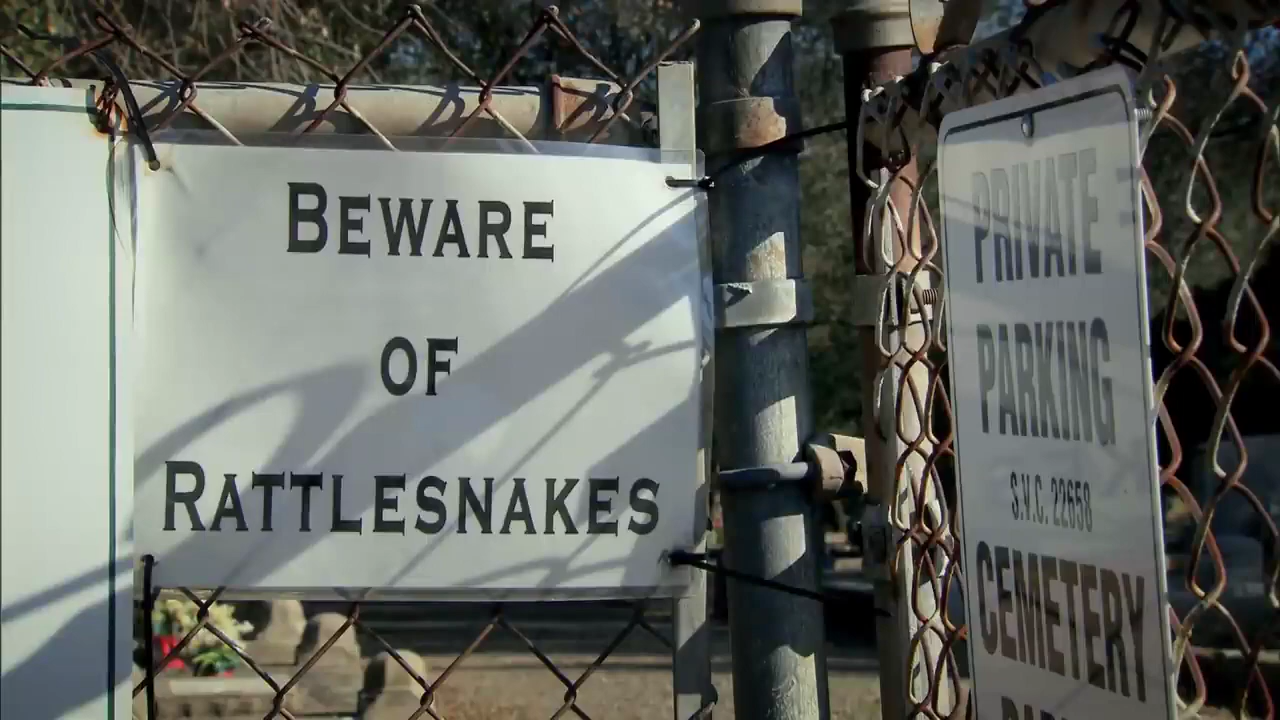 BEWARE
OF
RATTLESNAKES
PRIVATE
PARKING
S.V.C. 22658
CEMETERY